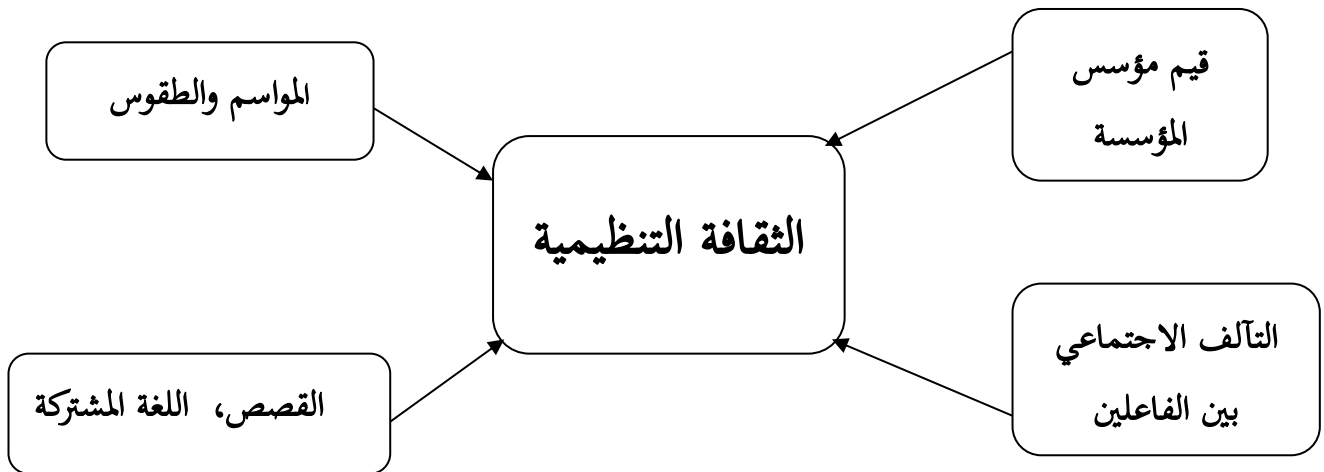 قيم مؤسس
المؤسسة
المواسم والطقوس
الثقافة التنظيمية
التآلف الاجتماعي
بين الفاعلين
القصص، اللغة المشتركة